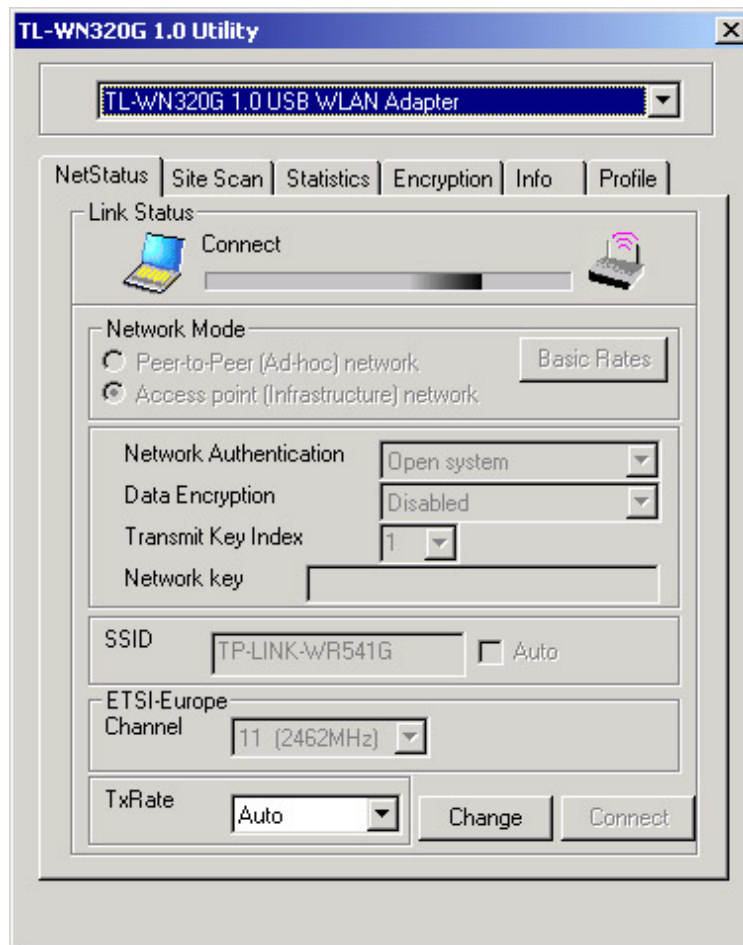 TL-WN320G 1.0 Utility
TL-WN320G 1.0 USB WLAN Adapter
NetStatus Site Scan Statistics Encryption Info Profile
Link Status
Connect
Network Mode
Peer-to-Peer (Ad-hoc) network
Basic Rates
Access point (Infrastructure) network
Network Authentication Open system
Data Encryption Disabled
Transmit Key Index 1
Network key
SSID TP-LINK-WR541G Auto
ETSI-Europe
Channel 11 (2462MHz)
TxRate Auto Change Connect